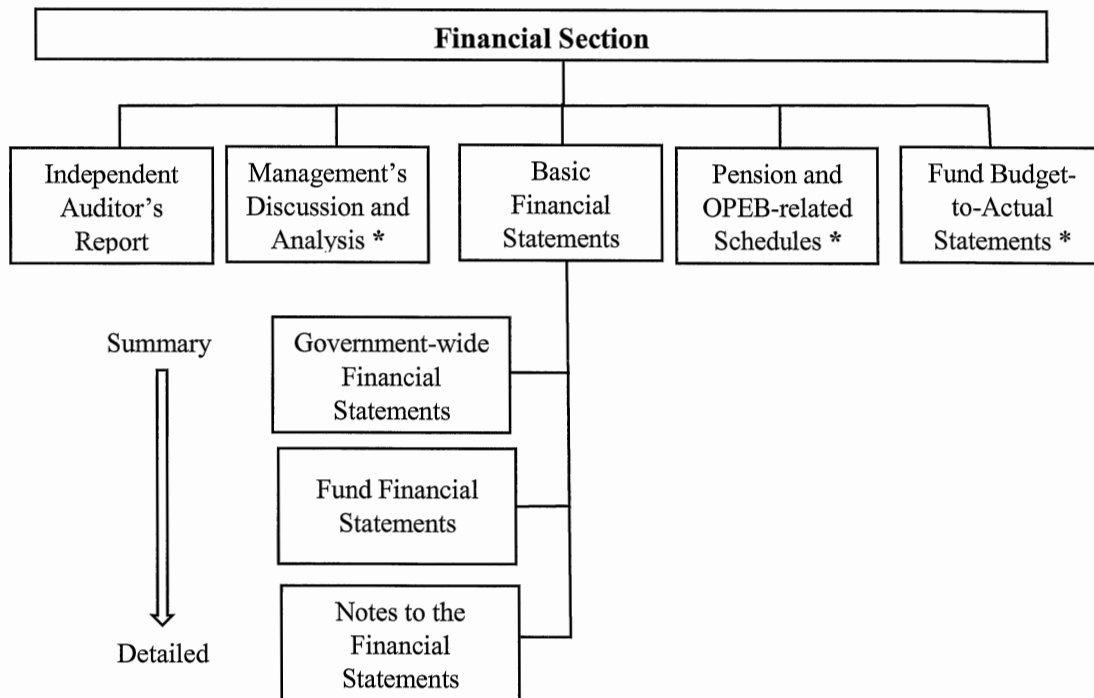 Financial Section
Independent
Auditor's
Report
Management's
Discussion and
Analysis *
Basic
Financial
Statements
Pension and
OPEB-related
Schedules *
Fund Budget-
to-Actual
Statements *
Summary
Government-wide
Financial
Statements
Fund Financial
Statements
Notes to the
Financial
Statements
Detailed